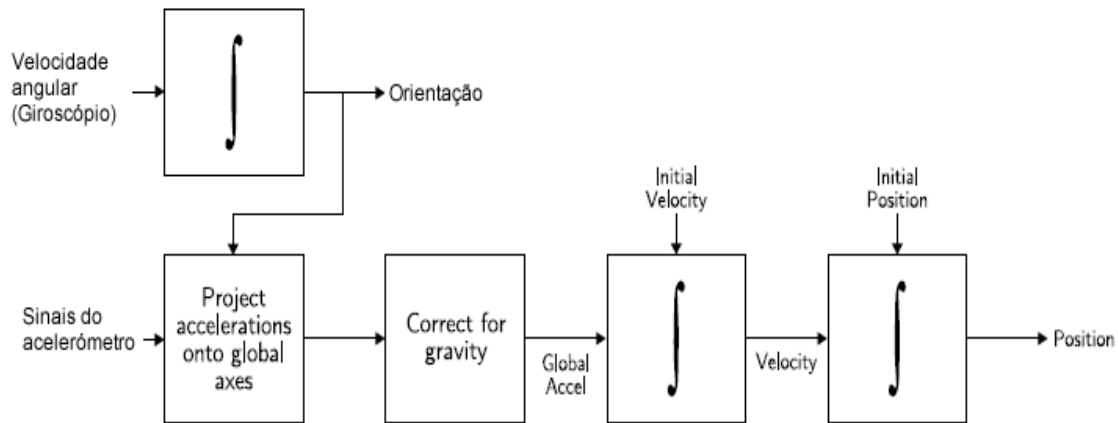 Velocidade
angular
(Giroscópio)
Orientação
Initial
Velocity
Initial
Position
Sinais do
acelerómetro
Project
accelerations
onto global
axes
Correct for
gravity
Global
Accel
Velocity
Position